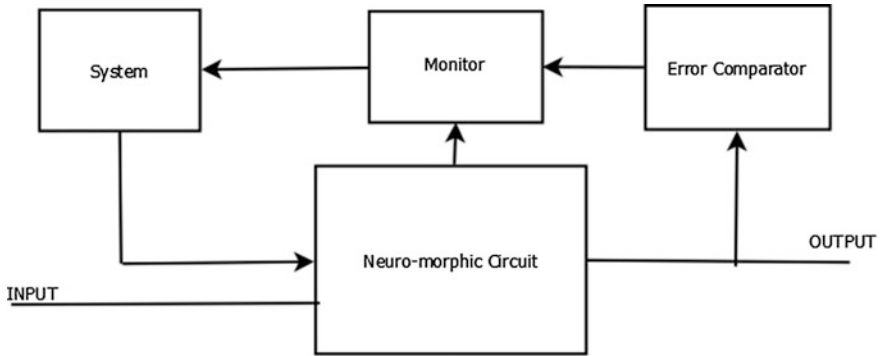 System
Monitor
Error Comparator
Neuro-morphic Circuit
OUTPUT
INPUT